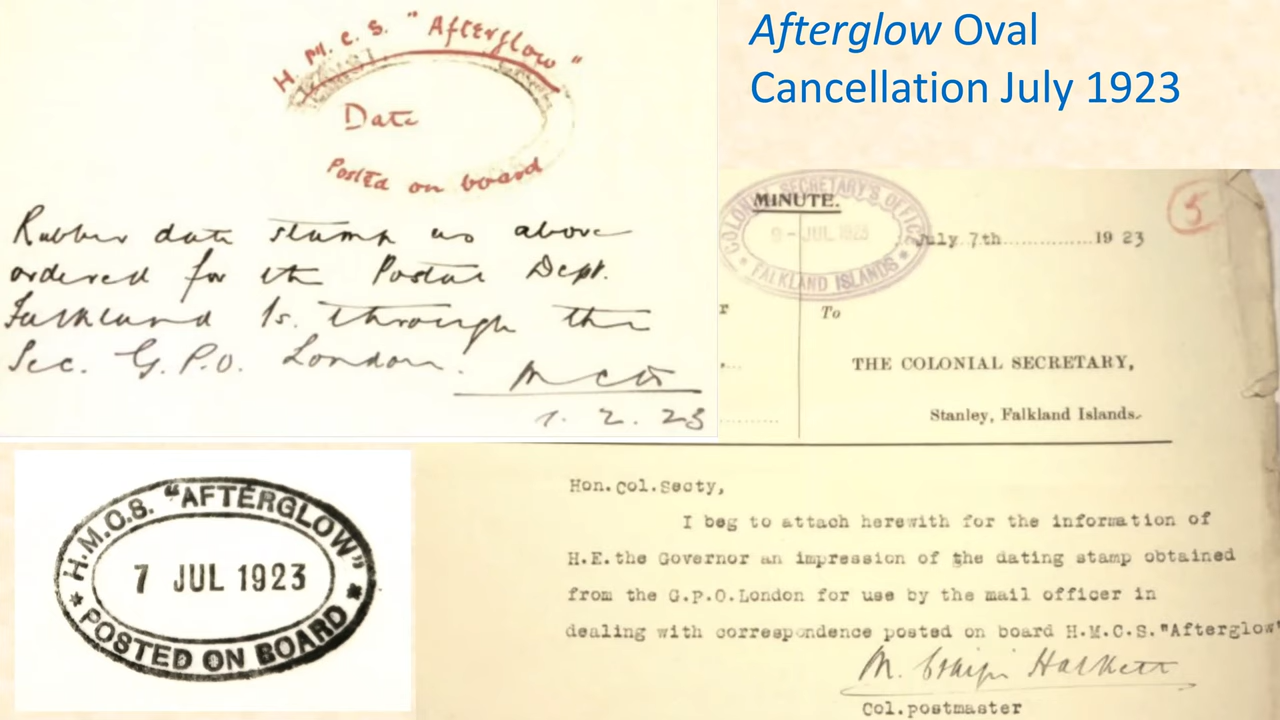 Afterglow Oval
Cancellation July 1923
H.M.C.S. "Afterglow"
Date
Posted on board
Rubber date stamp as above
ordered for the Postal Dept.
Falkland Is. through the
Sec. G.P.O. London.
1.2.23
H.M.C.S. "AFTERGLOW"
7 JUL 1923
* POSTED ON BOARD *
COLONIAL SECRETARY'S OFFICE
9-JUL 1923
* FALKLAND ISLANDS *
MINUTE.
5
July 7th 1923
To
THE COLONIAL SECRETARY,
Stanley, Falkland Islands.
Hon.Col.Secty,
I beg to attach herewith for the information of
H.E.the Governor an impression of the dating stamp obtained
from the G.P.O.London for use by the mail officer in
dealing with correspondence posted on board H.M.C.S."Afterglow"
M. Craigie Halkett
Col.postmaster